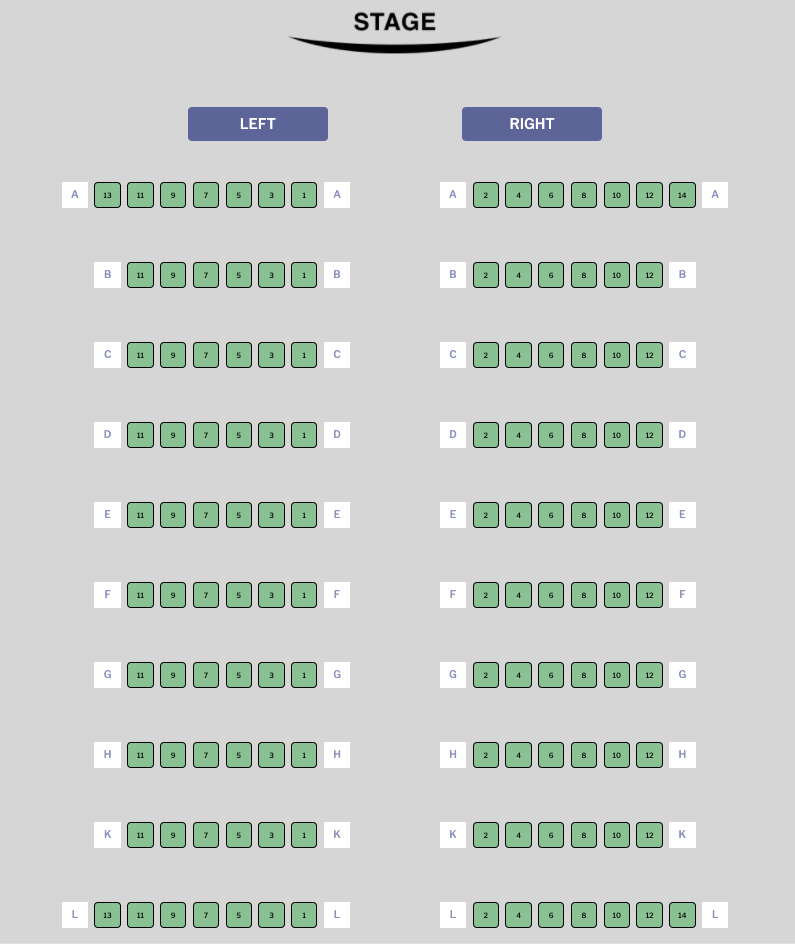 STAGE
LEFT RIGHT
A 13 11 9 7 5 3 1 A A 2 4 6 8 10 12 14 A
B 11 9 7 5 3 1 B B 2 4 6 8 10 12 B
C 11 9 7 5 3 1 C C 2 4 6 8 10 12 C
D 11 9 7 5 3 1 D D 2 4 6 8 10 12 D
E 11 9 7 5 3 1 E E 2 4 6 8 10 12 E
F 11 9 7 5 3 1 F F 2 4 6 8 10 12 F
G 11 9 7 5 3 1 G G 2 4 6 8 10 12 G
H 11 9 7 5 3 1 H H 2 4 6 8 10 12 H
K 11 9 7 5 3 1 K K 2 4 6 8 10 12 K
L 13 11 9 7 5 3 1 L L 2 4 6 8 10 12 14 L